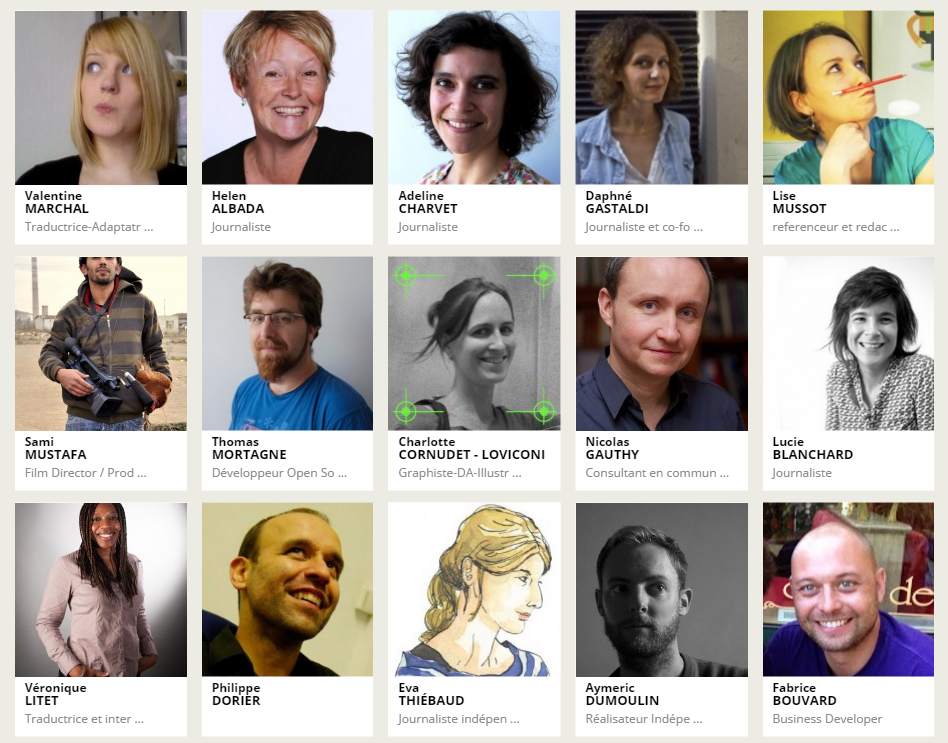 Valentine
MARCHAL
Traductrice-Adaptatr ...
Helen
ALBADA
Journaliste
Adeline
CHARVET
Journaliste
Daphné
GASTALDI
Journaliste et co-fo ...
Lise
MUSSOT
referenceur et redac ...
Sami
MUSTAFA
Film Director / Prod ...
Thomas
MORTAGNE
Développeur Open So ...
Charlotte
CORNUDET - LOVICONI
Graphiste-DA-Illustr ...
Nicolas
GAUTHY
Consultant en commun ...
Lucie
BLANCHARD
Journaliste
Véronique
LITET
Traductrice et inter ...
Philippe
DORIER
Eva
THIÉBAUD
Journaliste indépen ...
Aymeric
DUMOULIN
Réalisateur Indépe ...
de
Fabrice
BOUVARD
Business Developer